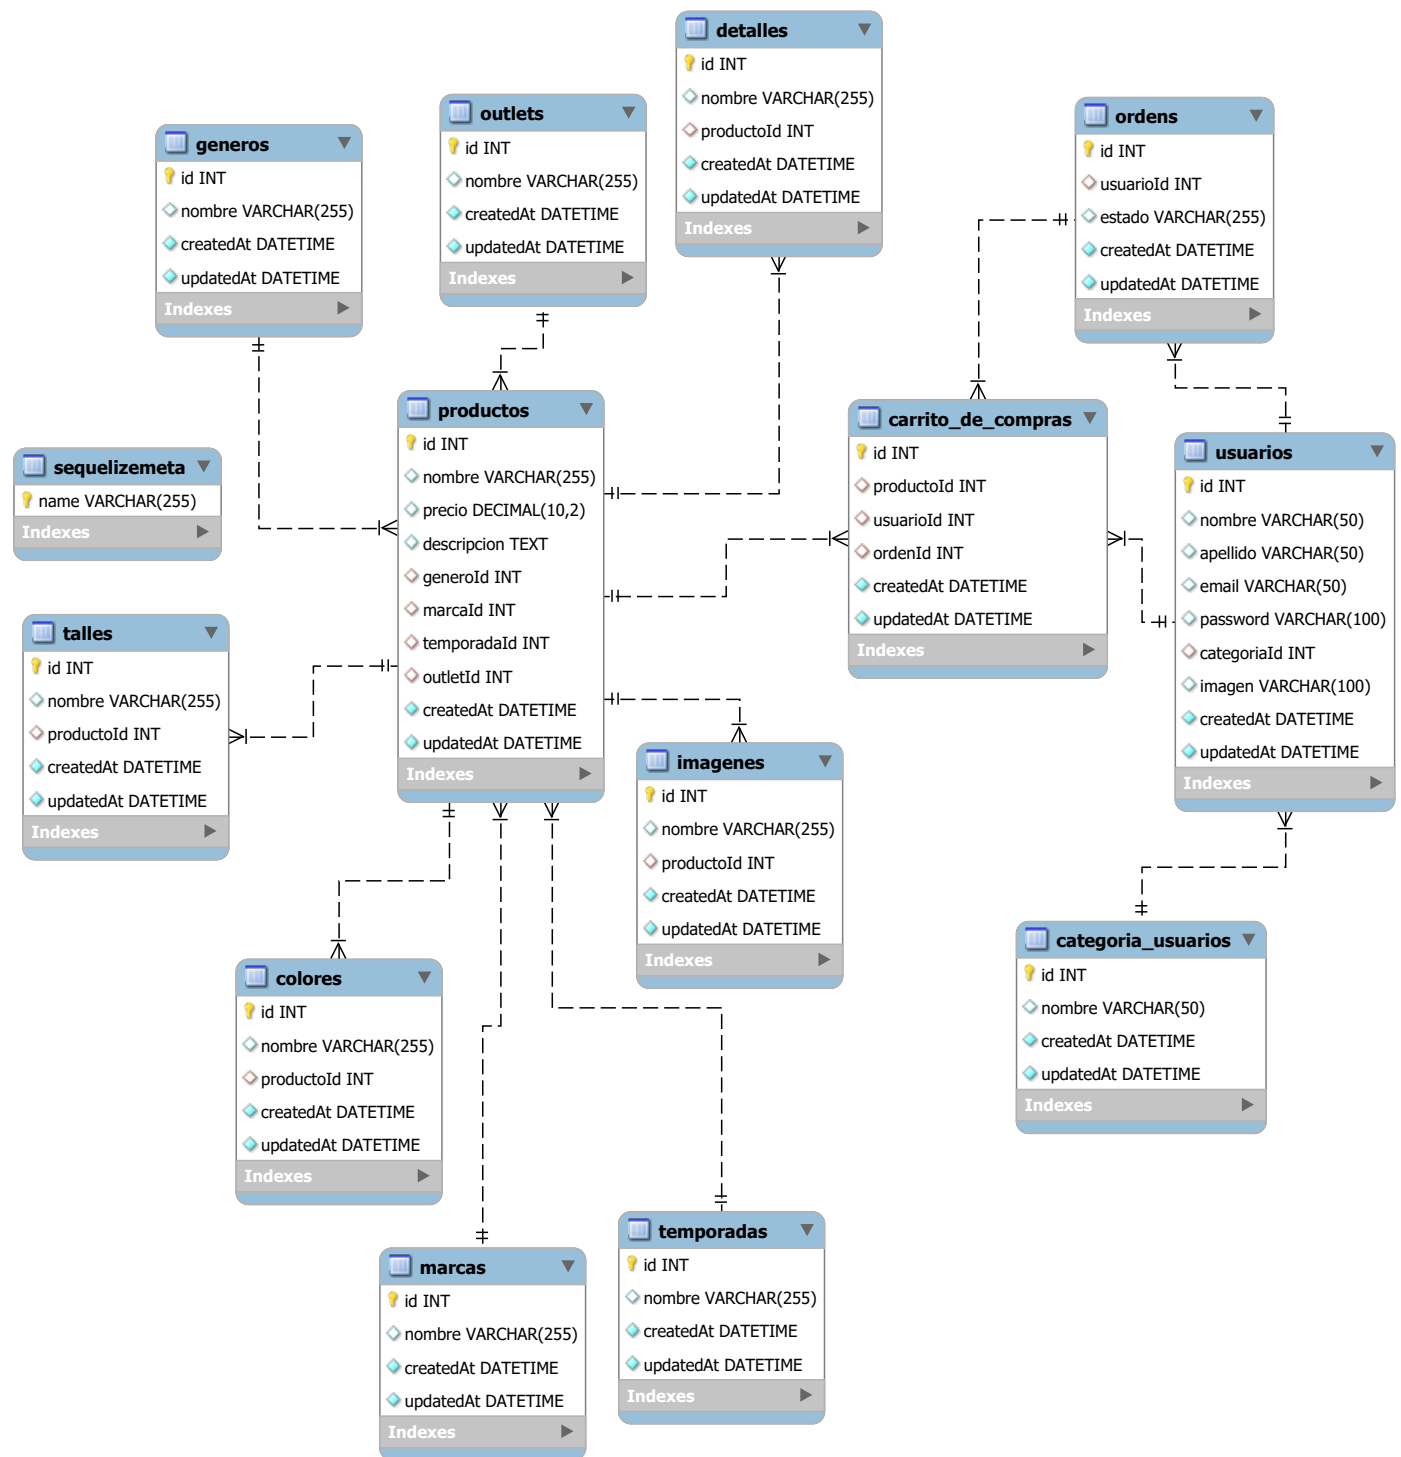 detalles
id INT
nombre VARCHAR(255)
productoId INT
createdAt DATETIME
updatedAt DATETIME
Indexes
outlets
id INT
nombre VARCHAR(255)
createdAt DATETIME
updatedAt DATETIME
Indexes
ordens
id INT
usuarioId INT
estado VARCHAR(255)
createdAt DATETIME
updatedAt DATETIME
Indexes
generos
id INT
nombre VARCHAR(255)
createdAt DATETIME
updatedAt DATETIME
Indexes
productos
id INT
nombre VARCHAR(255)
precio DECIMAL(10,2)
descripcion TEXT
generoId INT
marcaId INT
temporadaId INT
outletId INT
createdAt DATETIME
updatedAt DATETIME
Indexes
carrito_de_compras
id INT
productoId INT
usuarioId INT
ordenId INT
createdAt DATETIME
updatedAt DATETIME
Indexes
usuarios
id INT
nombre VARCHAR(50)
apellido VARCHAR(50)
email VARCHAR(50)
password VARCHAR(100)
categoriaId INT
imagen VARCHAR(100)
createdAt DATETIME
updatedAt DATETIME
Indexes
sequelizemeta
name VARCHAR(255)
Indexes
talles
id INT
nombre VARCHAR(255)
productoId INT
createdAt DATETIME
updatedAt DATETIME
Indexes
imagenes
id INT
nombre VARCHAR(255)
productoId INT
createdAt DATETIME
updatedAt DATETIME
Indexes
categoria_usuarios
id INT
nombre VARCHAR(50)
createdAt DATETIME
updatedAt DATETIME
Indexes
colores
id INT
nombre VARCHAR(255)
productoId INT
createdAt DATETIME
updatedAt DATETIME
Indexes
temporadas
id INT
nombre VARCHAR(255)
createdAt DATETIME
updatedAt DATETIME
Indexes
marcas
id INT
nombre VARCHAR(255)
createdAt DATETIME
updatedAt DATETIME
Indexes